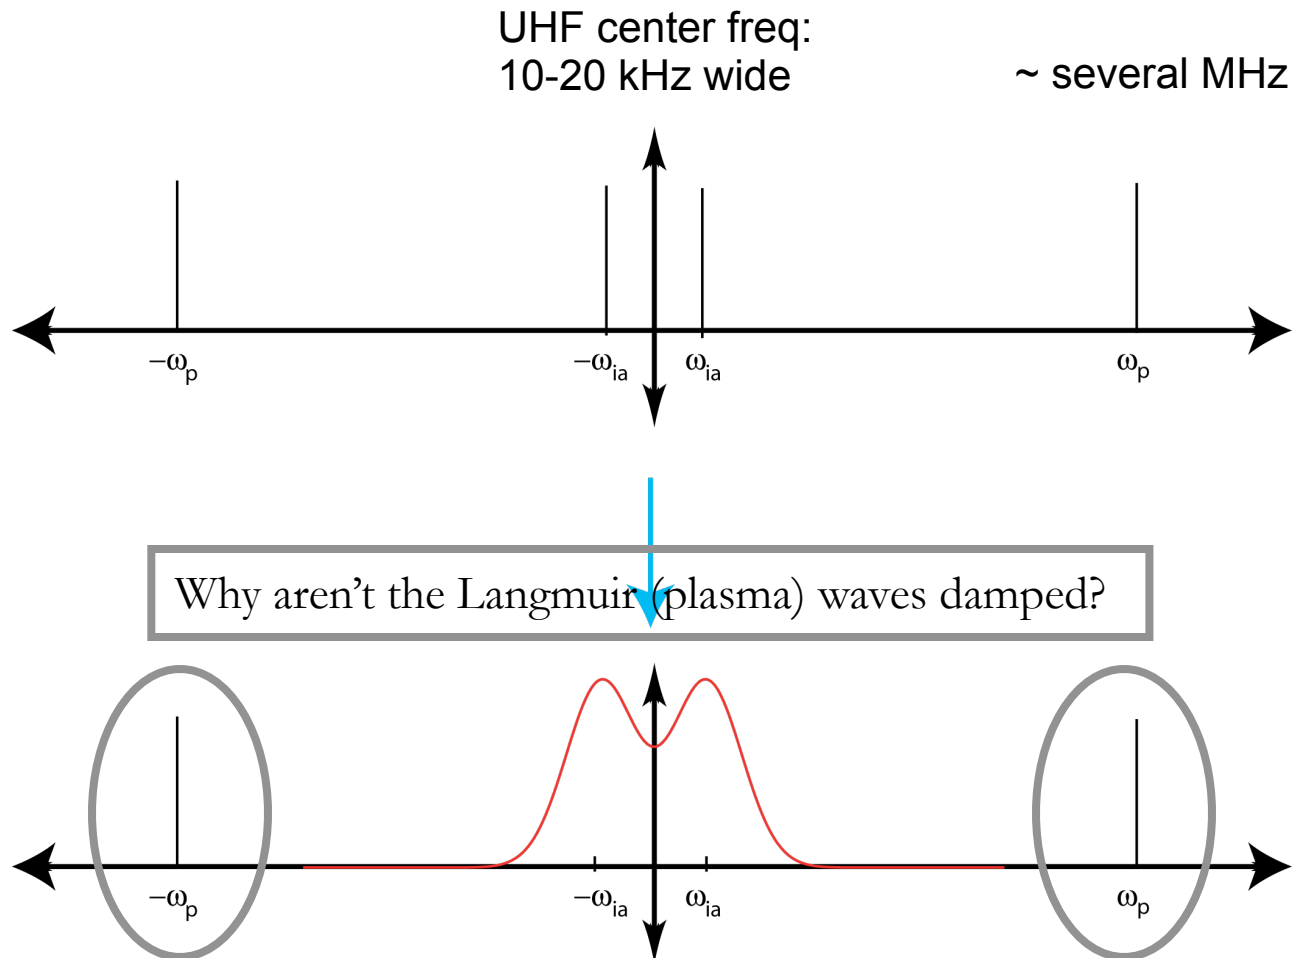 UHF center freq:
10-20 kHz wide
~ several MHz
−ωp
−ωia
ωia
ωp
Why aren't the Langmuir (plasma) waves damped?
−ωp
−ωia
ωia
ωp